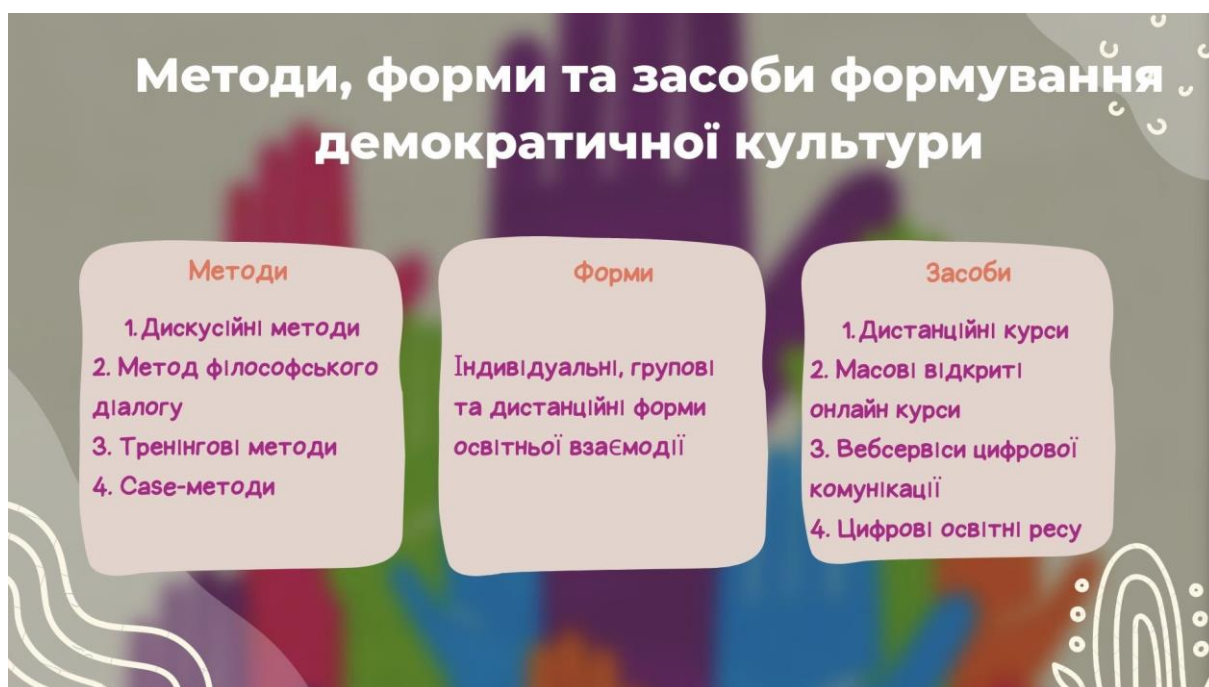 Методи, форми та засоби формування
демократичної культури
Методи
1. Дискусійні методи
2. Метод філософського
діалогу
3. Тренінгові методи
4. Case-методи
Форми
Індивідуальні, групові
та дистанційні форми
освітньої взаємодії
Засоби
1. Дистанційні курси
2. Масові відкриті
онлайн курси
3. Вебсервіси цифрової
комунікації
4. Цифрові освітні ресу